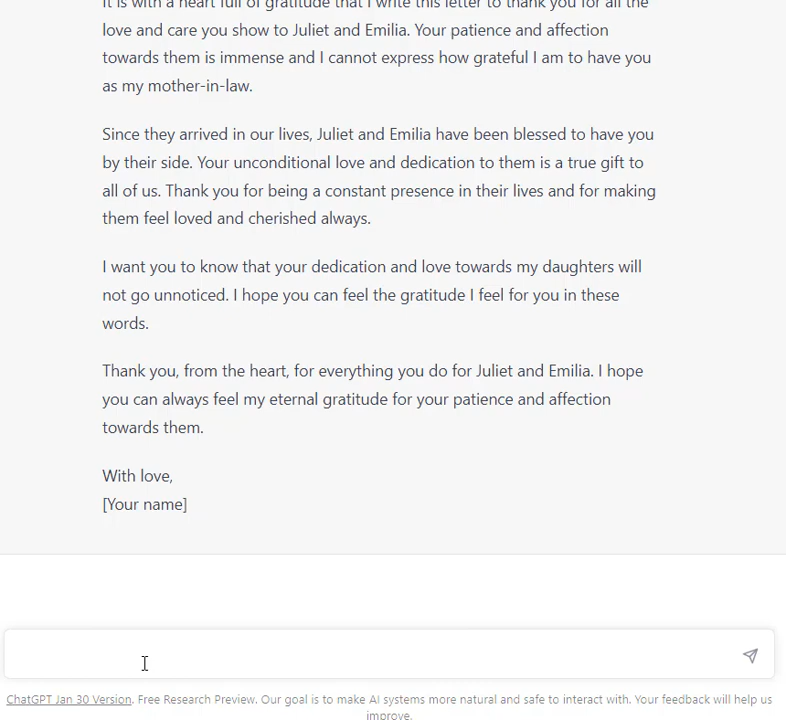 It is with a heart full of gratitude that I write this letter to thank you for all the
love and care you show to Juliet and Emilia. Your patience and affection
towards them is immense and I cannot express how grateful I am to have you
as my mother-in-law.
Since they arrived in our lives, Juliet and Emilia have been blessed to have you
by their side. Your unconditional love and dedication to them is a true gift to
all of us. Thank you for being a constant presence in their lives and for making
them feel loved and cherished always.
I want you to know that your dedication and love towards my daughters will
not go unnoticed. I hope you can feel the gratitude I feel for you in these
words.
Thank you, from the heart, for everything you do for Juliet and Emilia. I hope
you can always feel my eternal gratitude for your patience and affection
towards them.
With love,
[Your name]
ChatGPT Jan 30 Version. Free Research Preview. Our goal is to make AI systems more natural and safe to interact with. Your feedback will help us
improve.